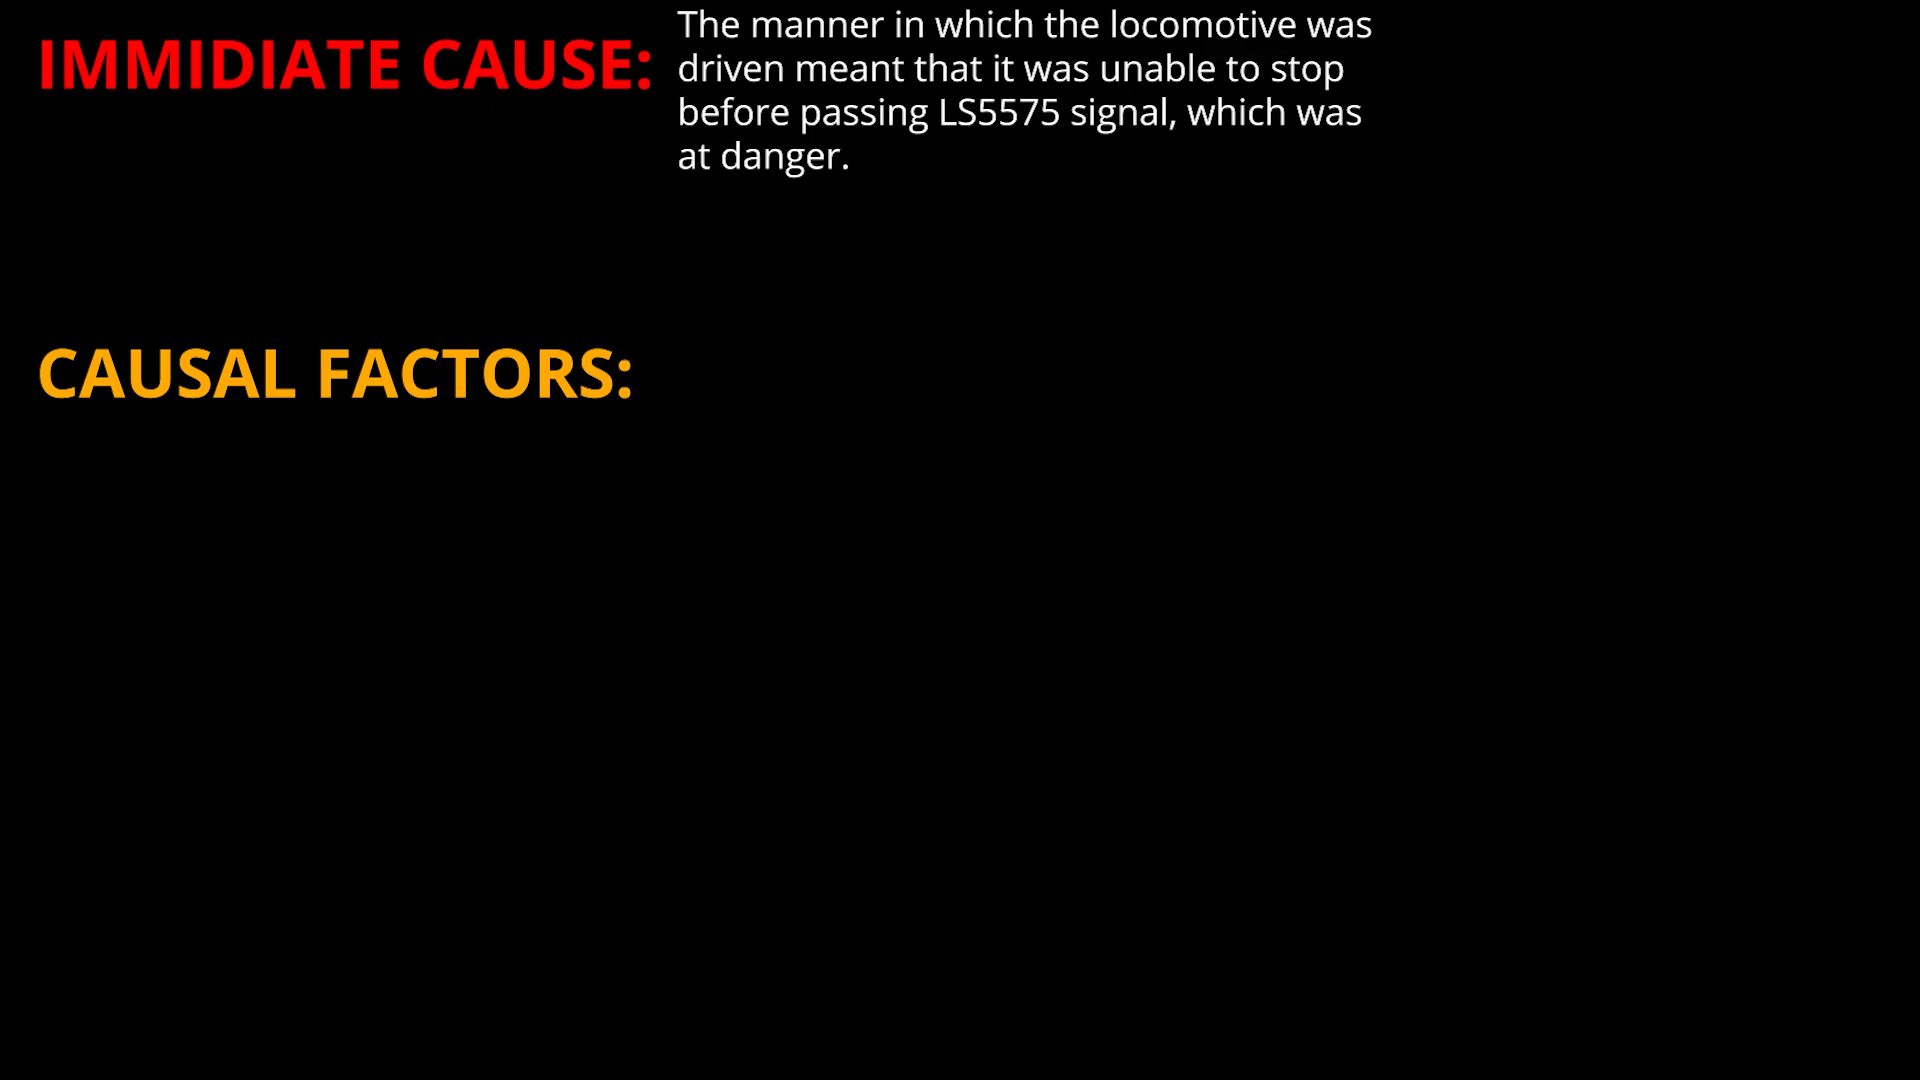 IMMIDIATE CAUSE:
The manner in which the locomotive was
driven meant that it was unable to stop
before passing LS5575 signal, which was
at danger.
CAUSAL FACTORS: